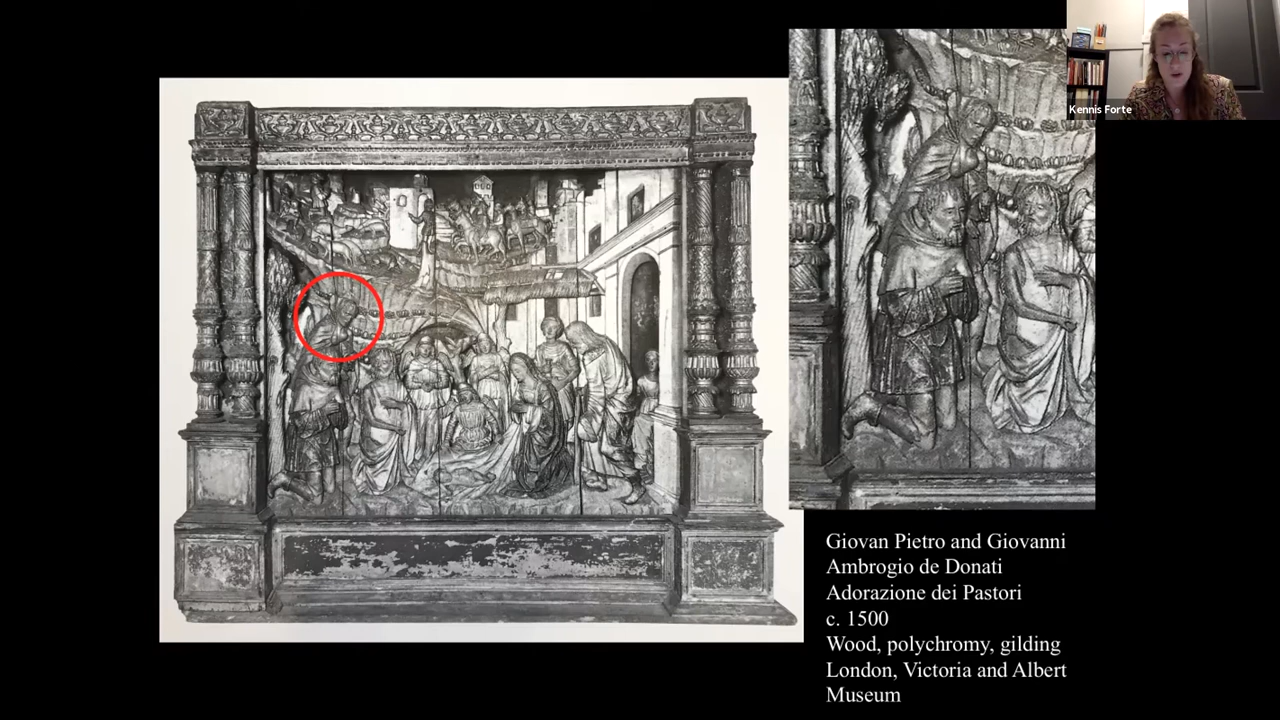 Kennis Forte
Giovan Pietro and Giovanni
Ambrogio de Donati
Adorazione dei Pastori
c. 1500
Wood, polychromy, gilding
London, Victoria and Albert
Museum